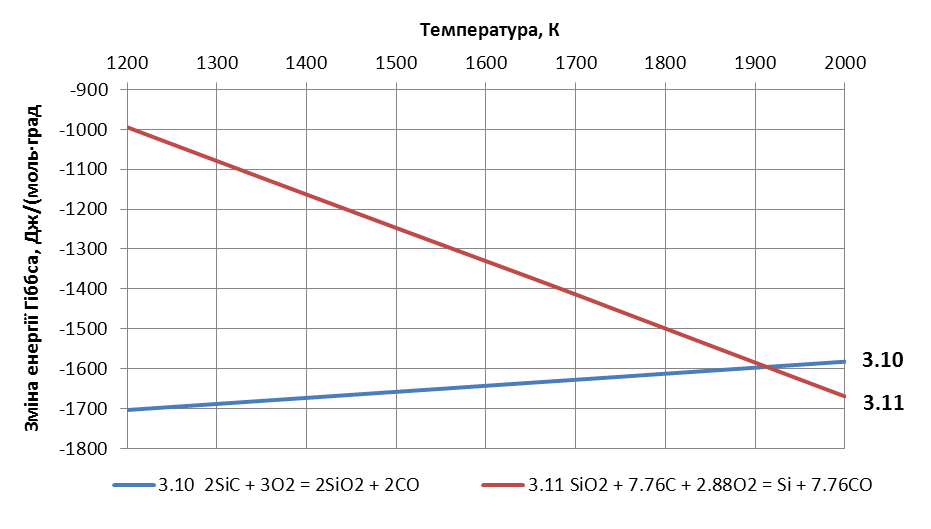 Температура, К
1200 1300 1400 1500 1600 1700 1800 1900 2000
Зміна енергії Гіббса, Дж/(моль·град
-900
-1000
-1100
-1200
-1300
-1400
-1500
-1600
-1700
-1800
3.10
3.11
3.10 2SiC + 3O2 = 2SiO2 + 2CO
3.11 SiO2 + 7.76C + 2.88O2 = Si + 7.76CO